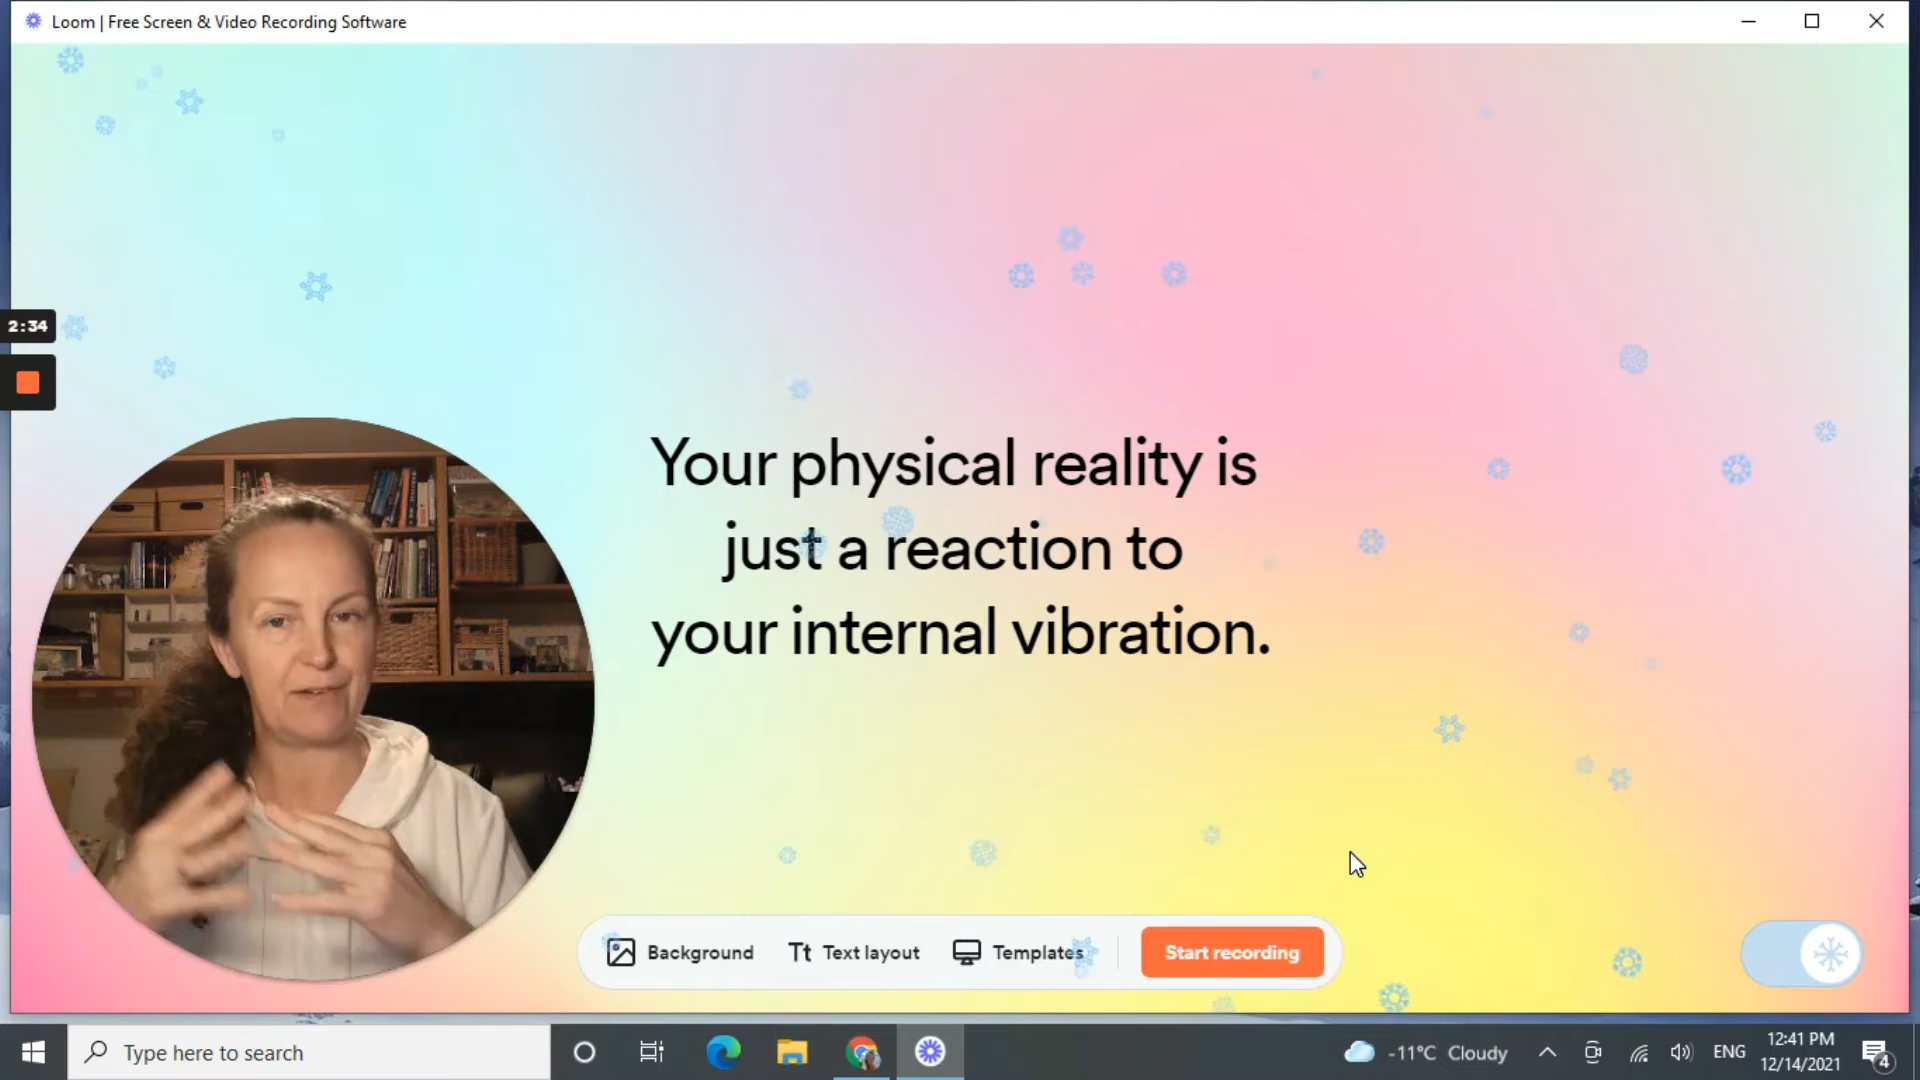 Loom | Free Screen & Video Recording Software
2:34
Your physical reality is
just a reaction to
your internal vibration.
Background
Tt Text layout
Templates
Start recording
Type here to search
-11°C Cloudy
ENG
12:41 PM
12/14/2021
4